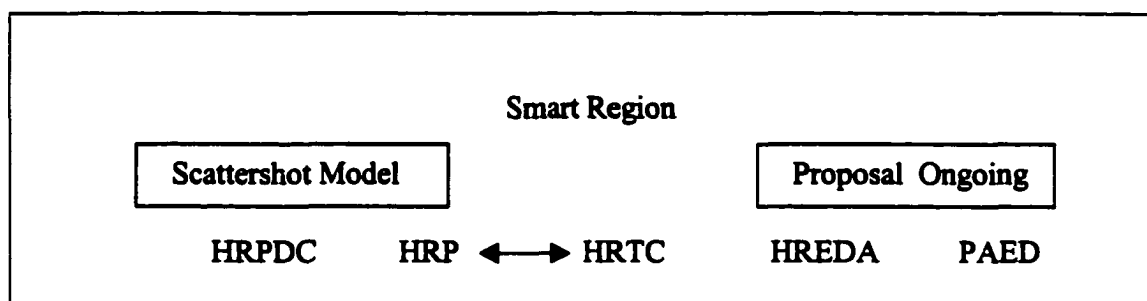 Smart Region
Scattershot Model Proposal Ongoing
HRPDC HRP HRTC HREDA PAED